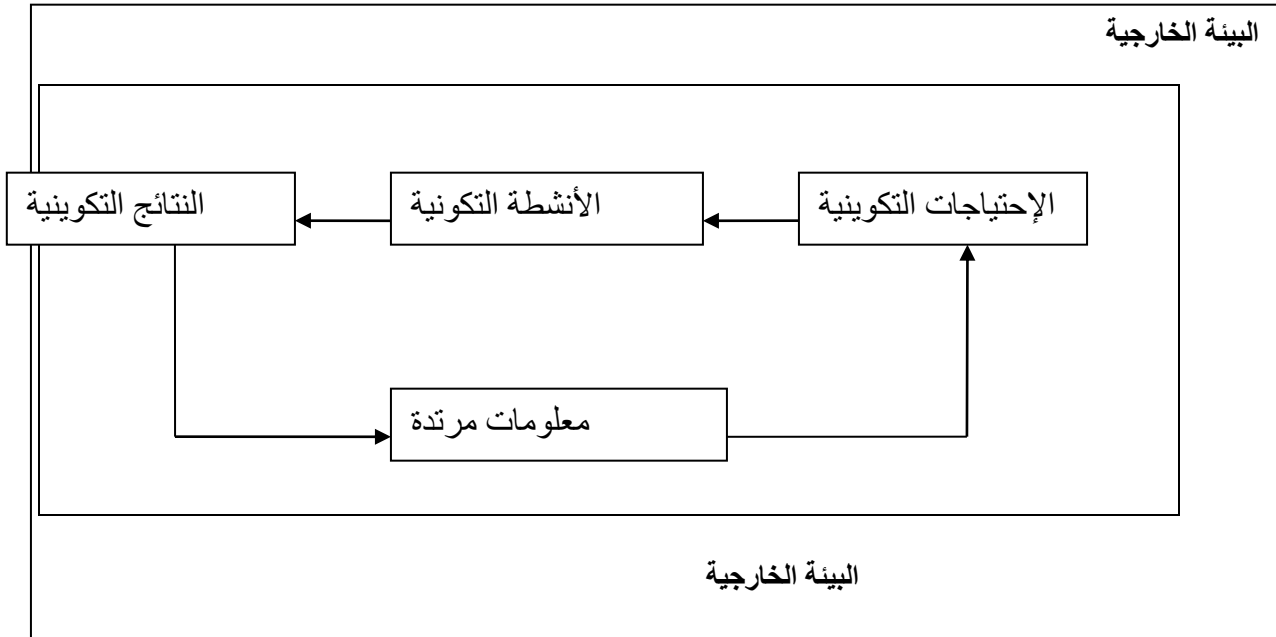 البيئة الخارجية
الإحتياجات التكوينية
الأنشطة التكونية
النتائج التكوينية
معلومات مرتدة
البيئة الخارجية